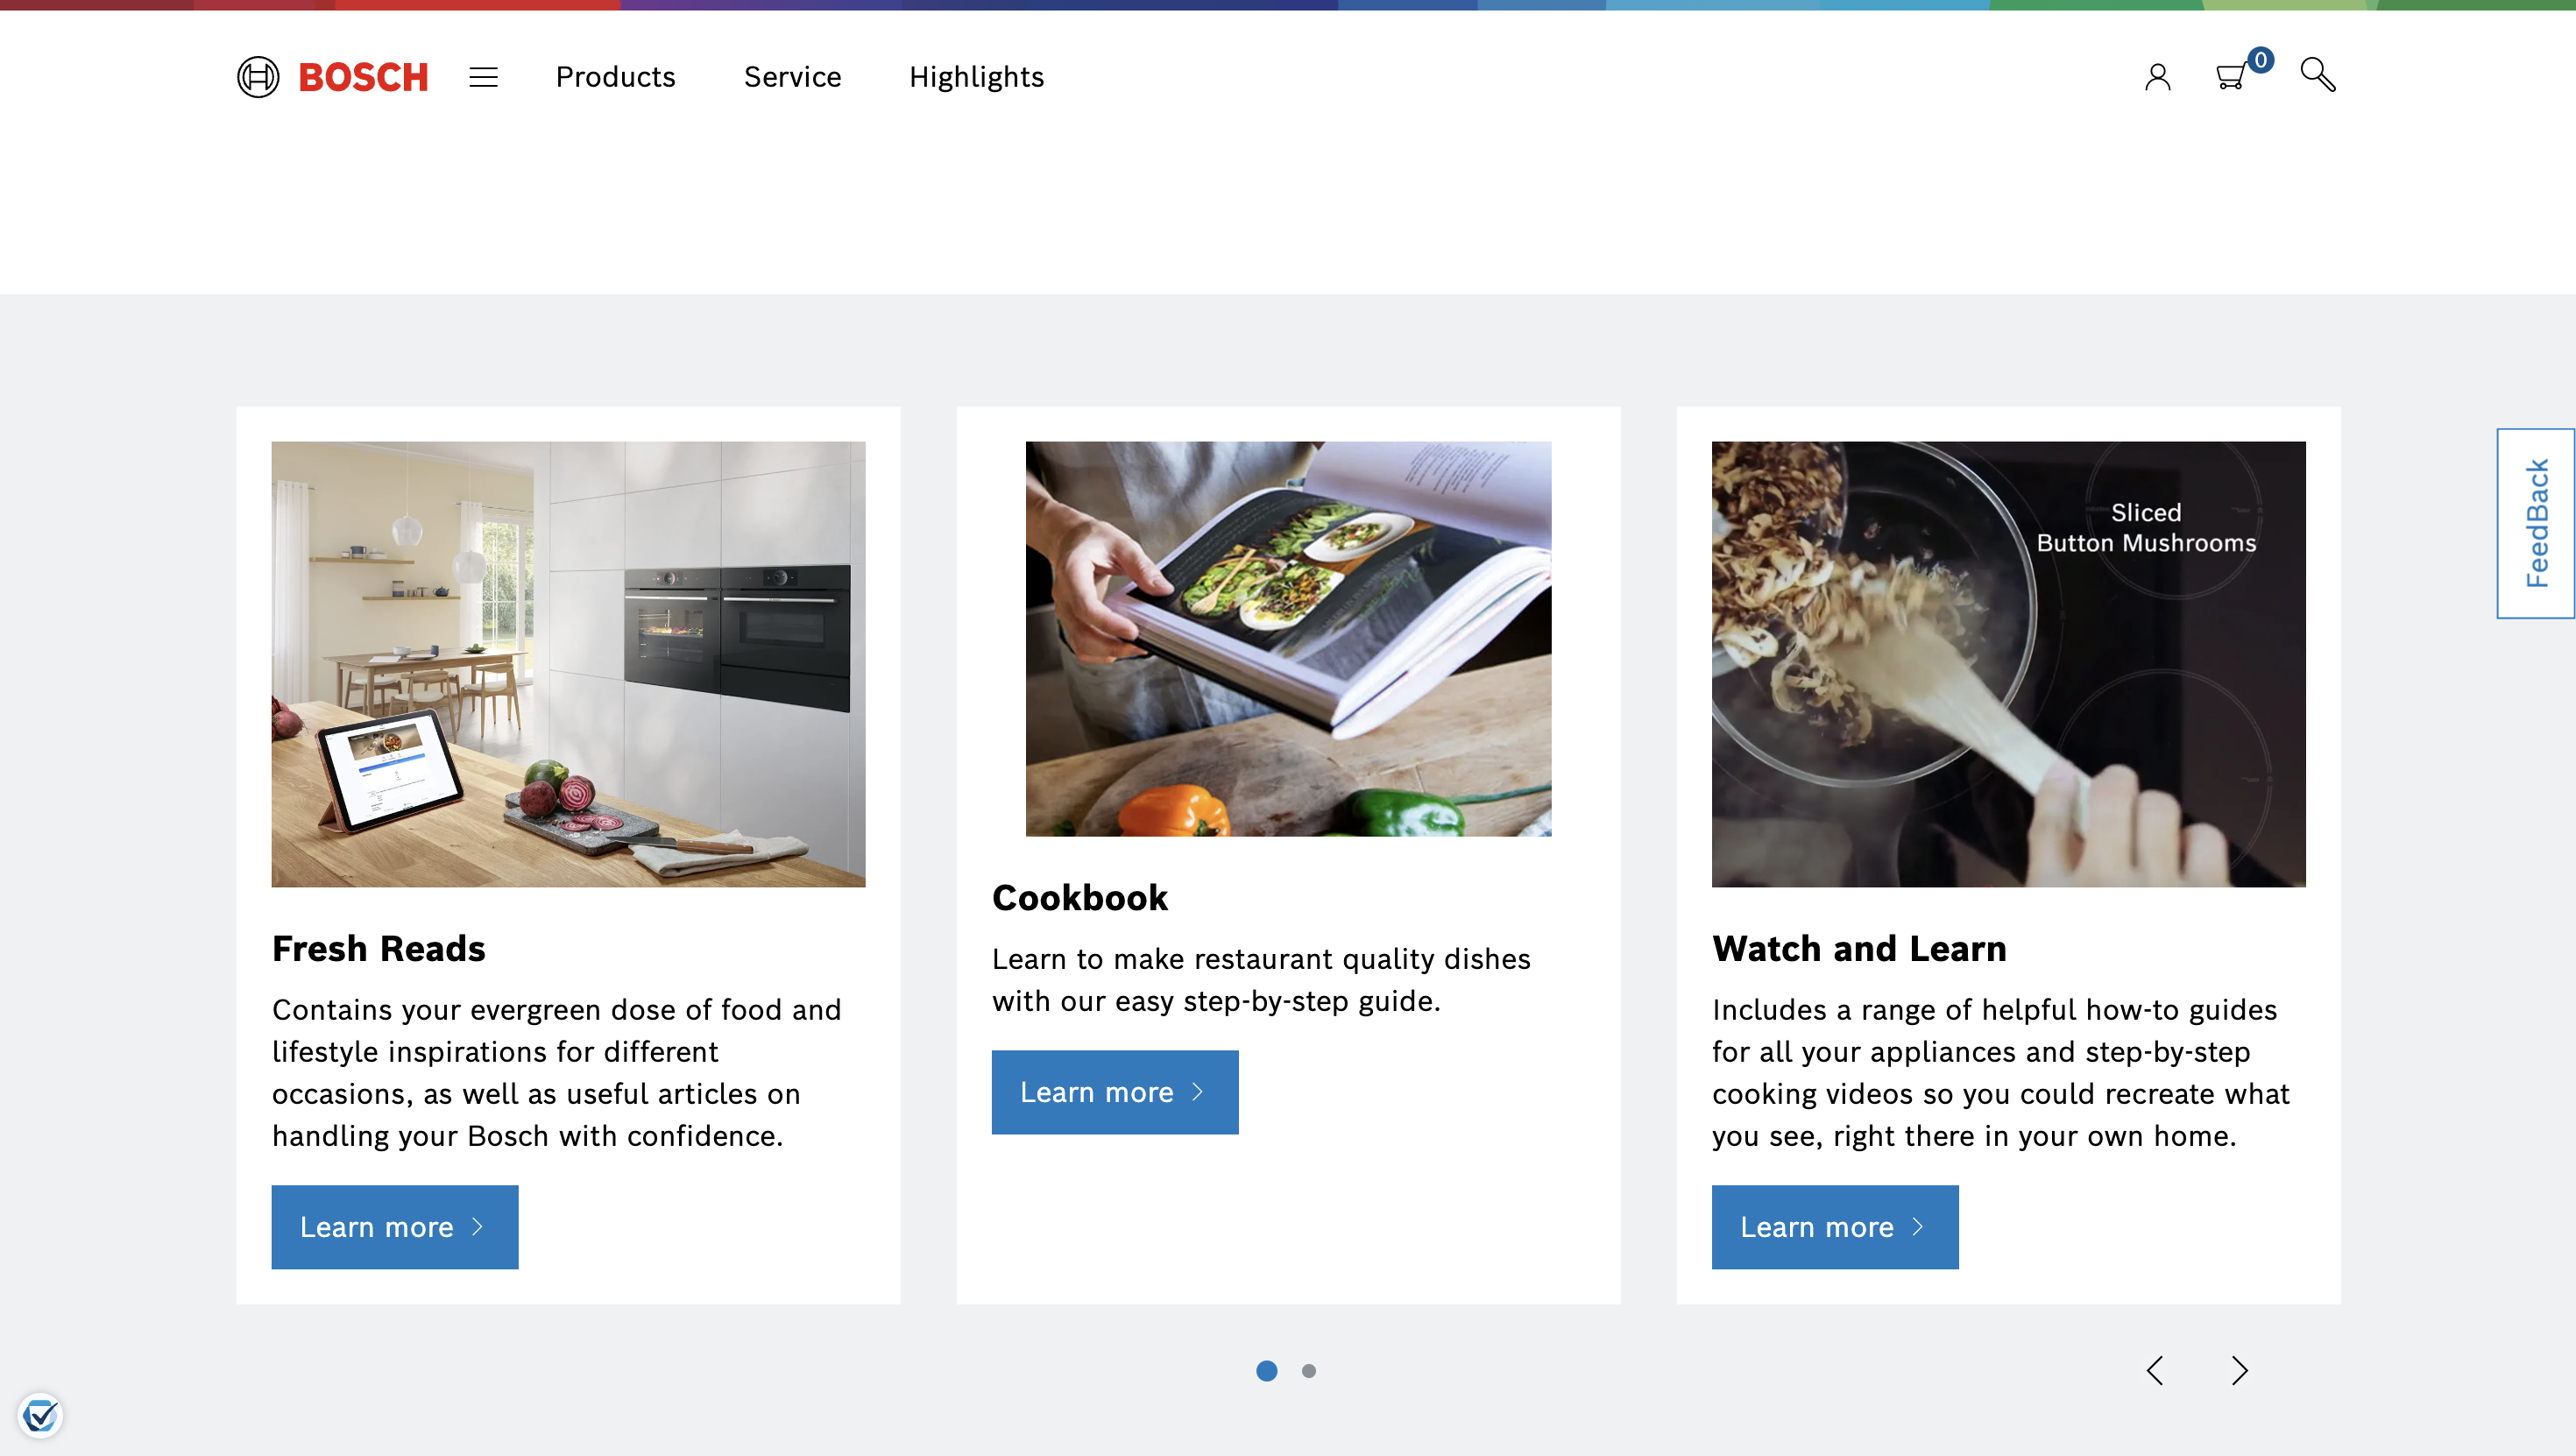 BOSCH
Products
Service
Highlights
0
FeedBack
Sliced
Button Mushrooms
Fresh Reads
Contains your evergreen dose of food and
lifestyle inspirations for different
occasions, as well as useful articles on
handling your Bosch with confidence.
Learn more
Cookbook
Learn to make restaurant quality dishes
with our easy step-by-step guide.
Learn more
Watch and Learn
Includes a range of helpful how-to guides
for all your appliances and step-by-step
cooking videos so you could recreate what
you see, right there in your own home.
Learn more